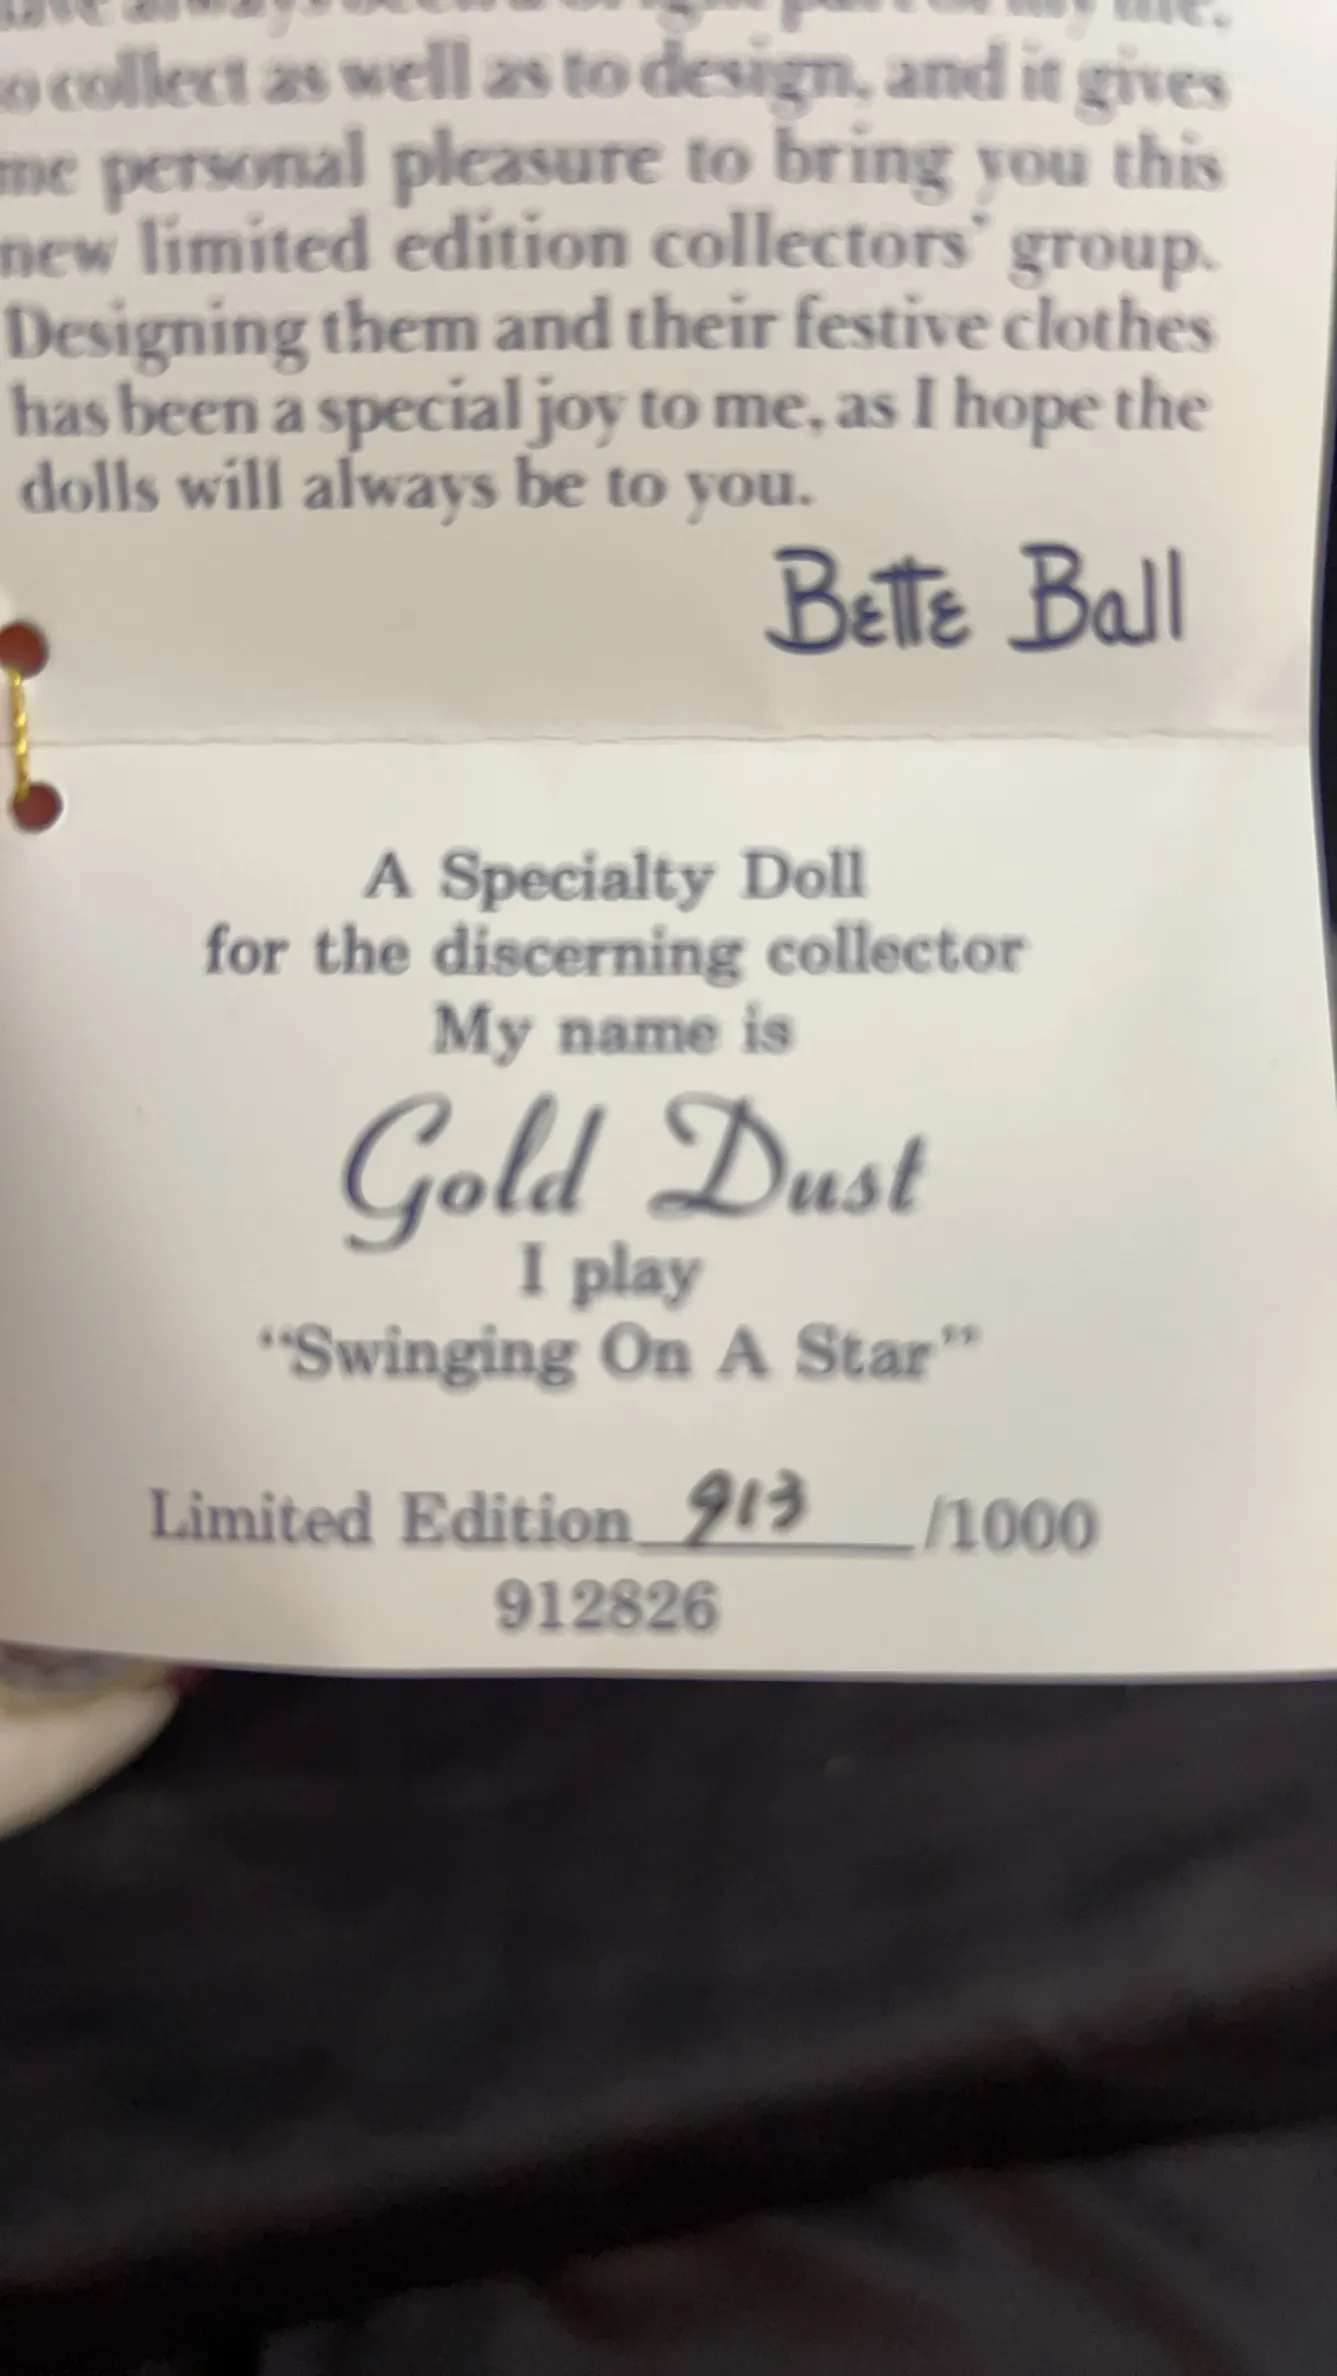 o collect as well as to design, and it gives
me personal pleasure to bring you this
new limited edition collectors' group.
Designing them and their festive clothes
has been a special joy to me, as I hope the
dolls will always be to you.
Bette Ball
A Specialty Doll
for the discerning collector
My name is
Gold Dust
I play
“Swinging On A Star”
Limited Edition 913 /1000
912826